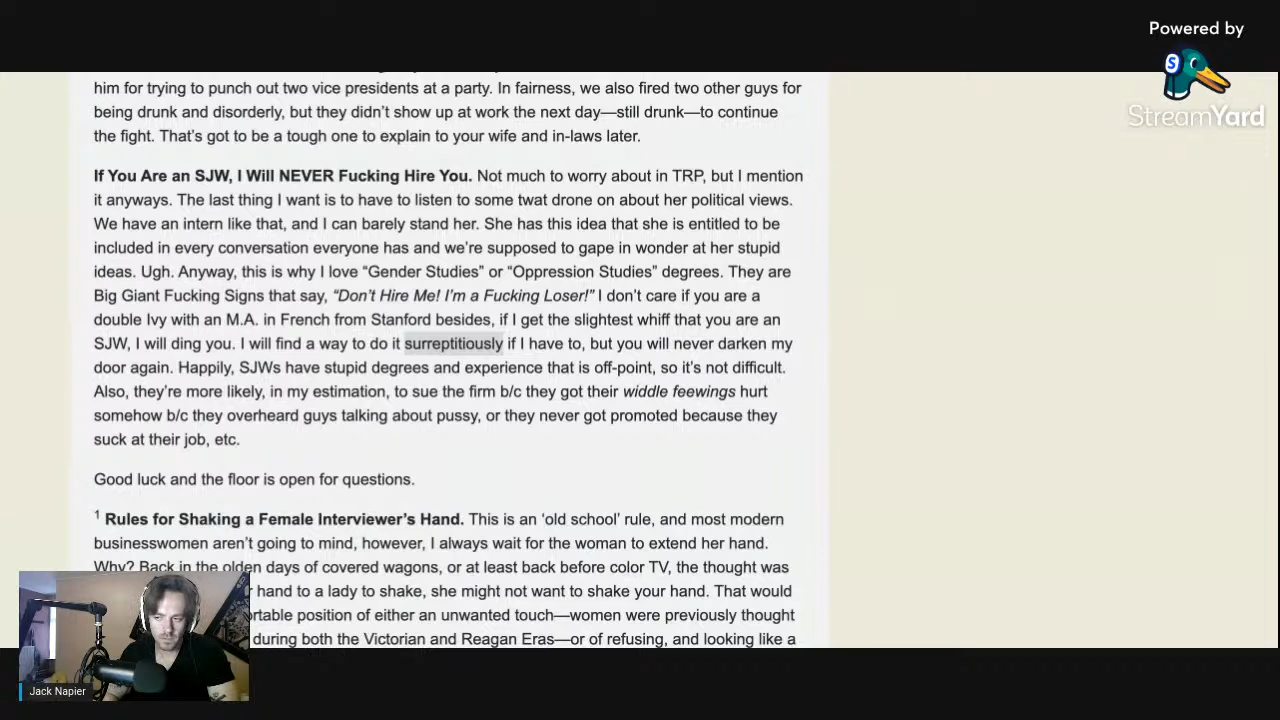 Powered by
StreamYard
him for trying to punch out two vice presidents at a party. In fairness, we also fired two other guys for
being drunk and disorderly, but they didn’t show up at work the next day—still drunk—to continue
the fight. That’s got to be a tough one to explain to your wife and in-laws later.
If You Are an SJW, I Will NEVER Fucking Hire You. Not much to worry about in TRP, but I mention
it anyways. The last thing I want is to have to listen to some twat drone on about her political views.
We have an intern like that, and I can barely stand her. She has this idea that she is entitled to be
included in every conversation everyone has and we’re supposed to gape in wonder at her stupid
ideas. Ugh. Anyway, this is why I love “Gender Studies” or “Oppression Studies” degrees. They are
Big Giant Fucking Signs that say, “Don’t Hire Me! I’m a Fucking Loser!” I don’t care if you are a
double Ivy with an M.A. in French from Stanford besides, if I get the slightest whiff that you are an
SJW, I will ding you. I will find a way to do it surreptitiously if I have to, but you will never darken my
door again. Happily, SJWs have stupid degrees and experience that is off-point, so it’s not difficult.
Also, they’re more likely, in my estimation, to sue the firm b/c they got their widdle feewings hurt
somehow b/c they overheard guys talking about pussy, or they never got promoted because they
suck at their job, etc.
Good luck and the floor is open for questions.
1 Rules for Shaking a Female Interviewer’s Hand. This is an ‘old school’ rule, and most modern
businesswomen aren’t going to mind, however, I always wait for the woman to extend her hand.
Why? Back in the olden days of covered wagons, or at least back before color TV, the thought was
hand to a lady to shake, she might not want to shake your hand. That would
position of either an unwanted touch—women were previously thought
during both the Victorian and Reagan Eras—or of refusing, and looking like a
Jack Napier